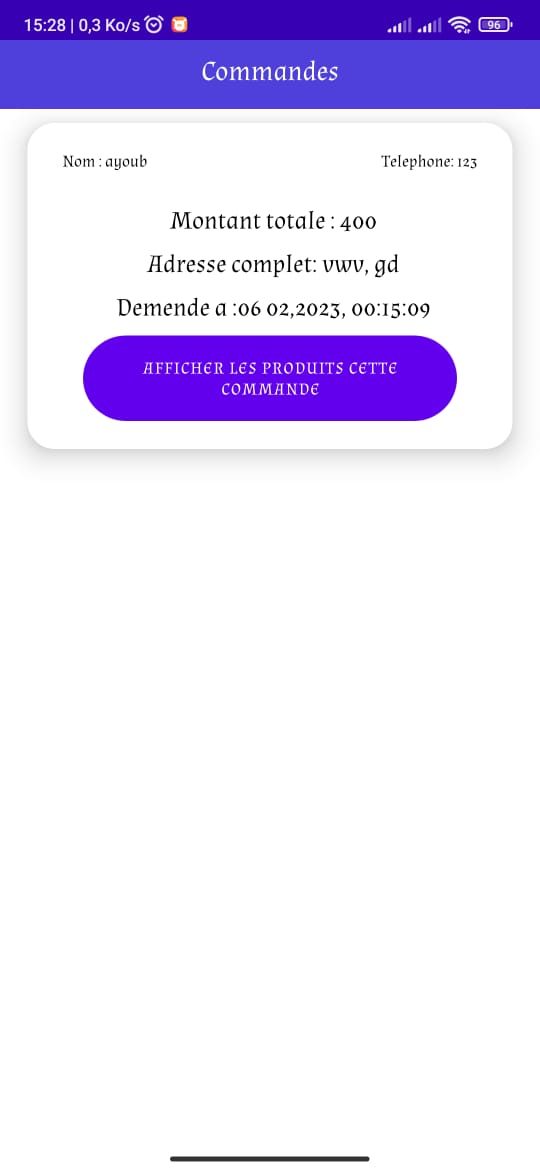 15:28 | 0,3 Ko/s
96
Commandes
Nom : ayoub
Telephone: 123
Montant totale : 400
Adresse complet: vwv, gd
Demende a :06 02,2023, 00:15:09
AFFICHER LES PRODUITS CETTE
COMMANDE